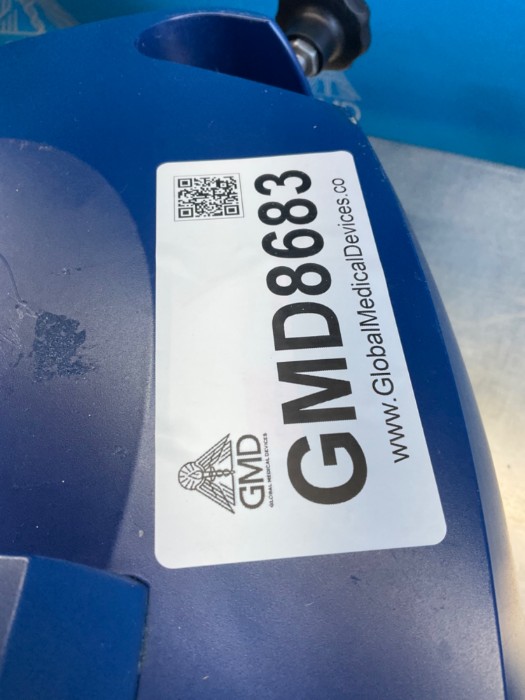 GMD
GLOBAL MEDICAL DEVICES
GMD8683
www.GlobalMedicalDevices.co